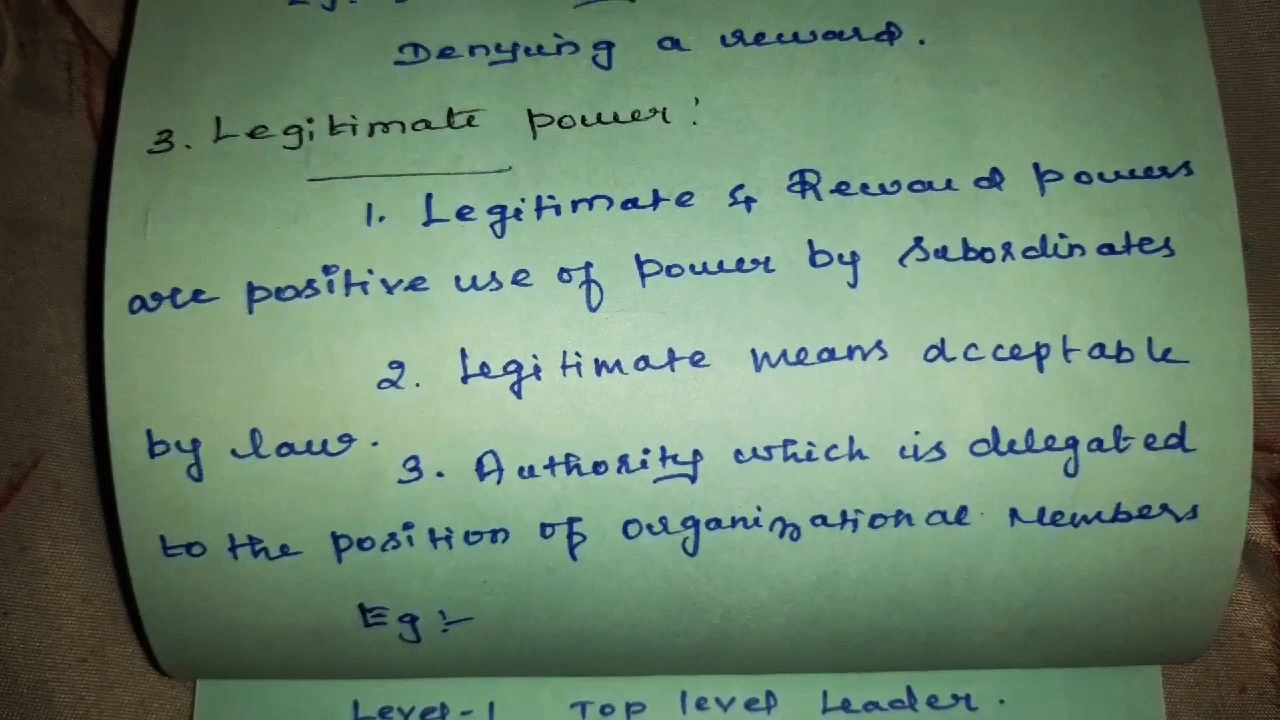 Eg:
Denying a reward.
3. Legitimate power:
1. Legitimate & Reward powers
are positive use of power by subordinates
2. Legitimate means acceptable
by law.
3. Authority which is delegated
to the position of organizational Members
Eg :-
Level-1 Top level Leader.